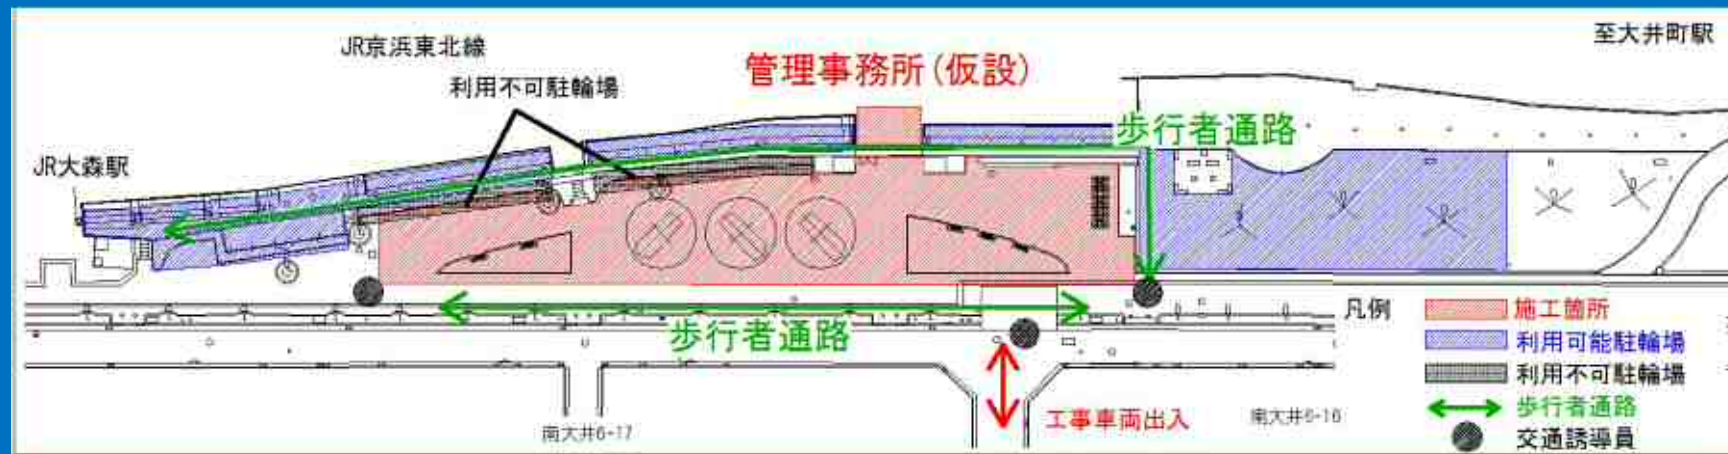 至大井町駅
JR京浜東北線
管理事務所(仮設)
利用不可駐輪場
歩行者通路
JR大森駅
凡例
施工箇所
利用可能駐輪場
利用不可駐輪場
歩行者通路
交通誘導員
歩行者通路
工事車両出入
南大井6-16
南大井6-17